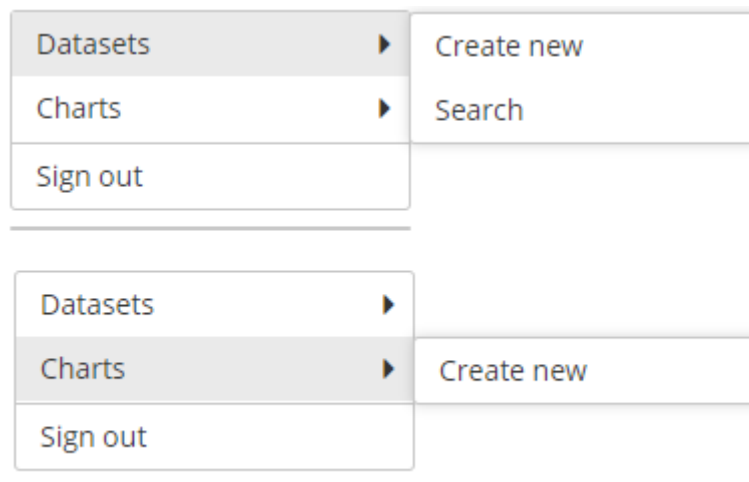 Datasets
Create new
Charts
Search
Sign out
Datasets
Charts
Create new
Sign out